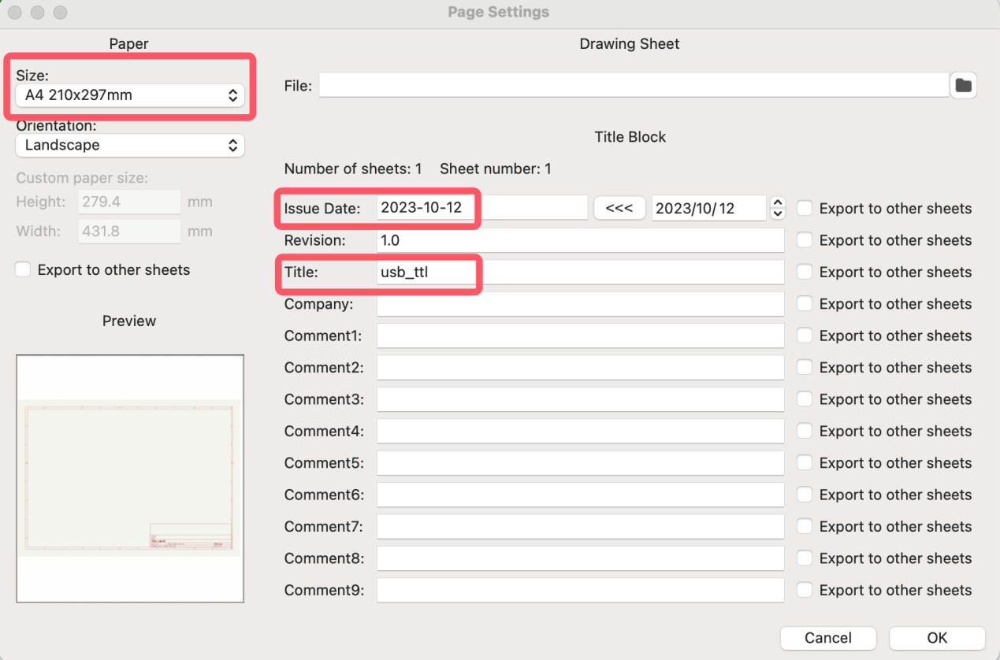 Page Settings
Paper
Size:
A4 210x297mm
Orientation:
Landscape
Custom paper size:
Height: 279.4 mm
Width: 431.8 mm
Export to other sheets
Preview
Drawing Sheet
File:
Title Block
Number of sheets: 1 Sheet number: 1
Issue Date: 2023-10-12 <<< 2023/10/12 Export to other sheets
Revision: 1.0 Export to other sheets
Title: usb_ttl Export to other sheets
Company: Export to other sheets
Comment1: Export to other sheets
Comment2: Export to other sheets
Comment3: Export to other sheets
Comment4: Export to other sheets
Comment5: Export to other sheets
Comment6: Export to other sheets
Comment7: Export to other sheets
Comment8: Export to other sheets
Comment9: Export to other sheets
Cancel OK